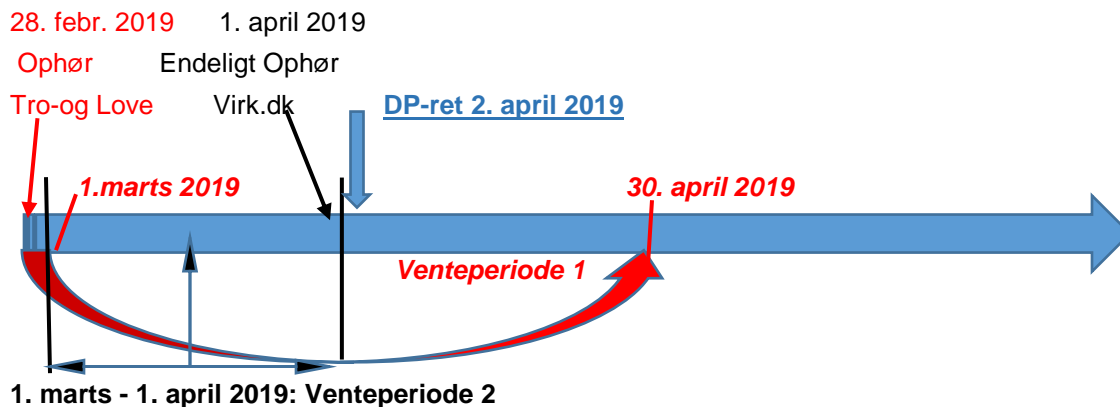 28. febr. 2019 1. april 2019
Ophør Endeligt Ophør
Tro-og Love Virk.dk DP-ret 2. april 2019
1.marts 2019 30. april 2019
Venteperiode 1
1. marts - 1. april 2019: Venteperiode 2